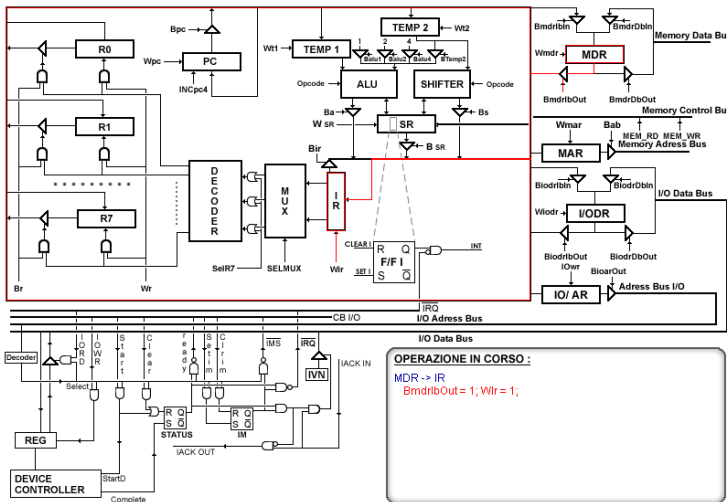 Bpc
TEMP 2
Wt2
BmdrIbIn
BmdrDbIn
Memory Data Bus
R0
Wpc
PC
Wt1
TEMP 1
1
2
4
Balu1
Balu2
Balu4
BTemp2
Wmdr
MDR
INCpc4
Opcode
ALU
SHIFTER
Opcode
BmdrIbOut
BmdrDbOut
Ba
Bs
R1
W SR
SR
Memory Control Bu
Wmar
Bab
MEM_RD
MEM_WR
B SR
MAR
Memory Adress Bus
Bir
DECODER
MUX
IR
BiodrIbIn
BiodrDbIn
I/O Data Bus
* * * * * * * * *
R7
Wiodr
I/ODR
CLEAR I
R Q
F/F I
S Q
SET I
INT
BiodrIbOut
BiodrDbOut
SelR7
SELMUX
Wir
IOwr
BioarOut
Br
Wr
IO/ AR
Adress Bus I/O
IRQ
CB I/O
I/O Adress Bus
I/O Data Bus
IORD
IOWR
Start
Clear
ready
Setim
Clrim
IMS
IRQ
IACK IN
Decoder
Select
IVN
OPERAZIONE IN CORSO :
MDR -> IR
BmdrIbOut = 1; WIr = 1;
R Q
S Q
STATUS
R Q
S Q
IM
REG
IACK OUT
DEVICE
CONTROLLER
StartD
Complete